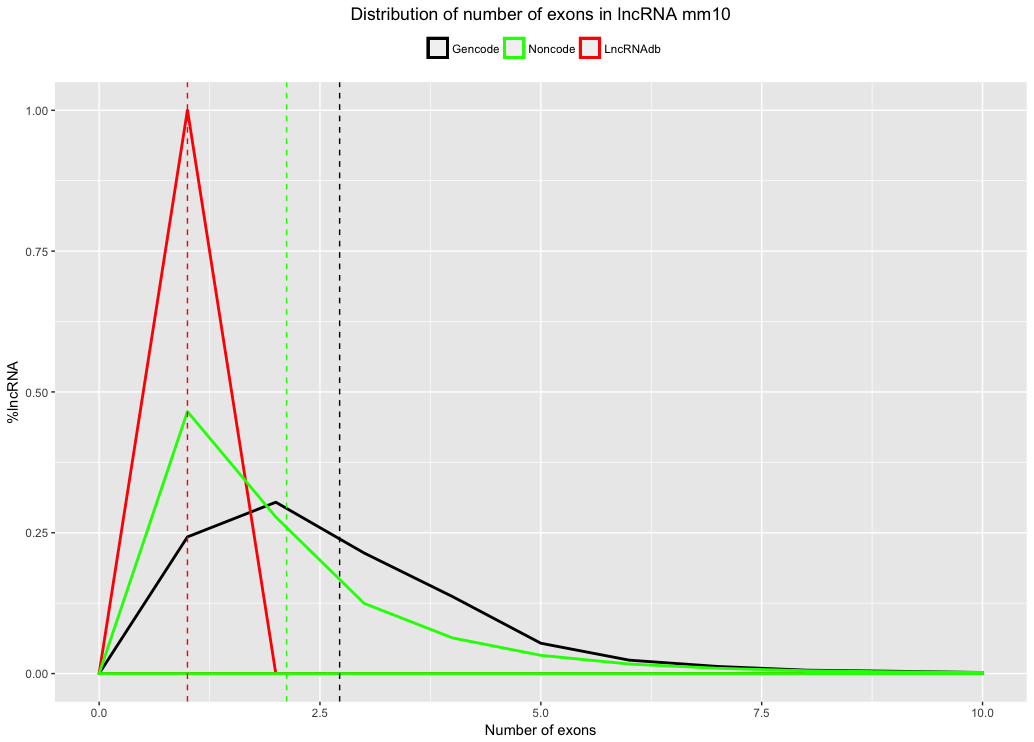 Distribution of number of exons in lncRNA mm10
Gencode Noncode LncRNAdb
1.00
0.75
0.50
0.25
0.00
%lncRNA
0.0 2.5 5.0 7.5 10.0
Number of exons